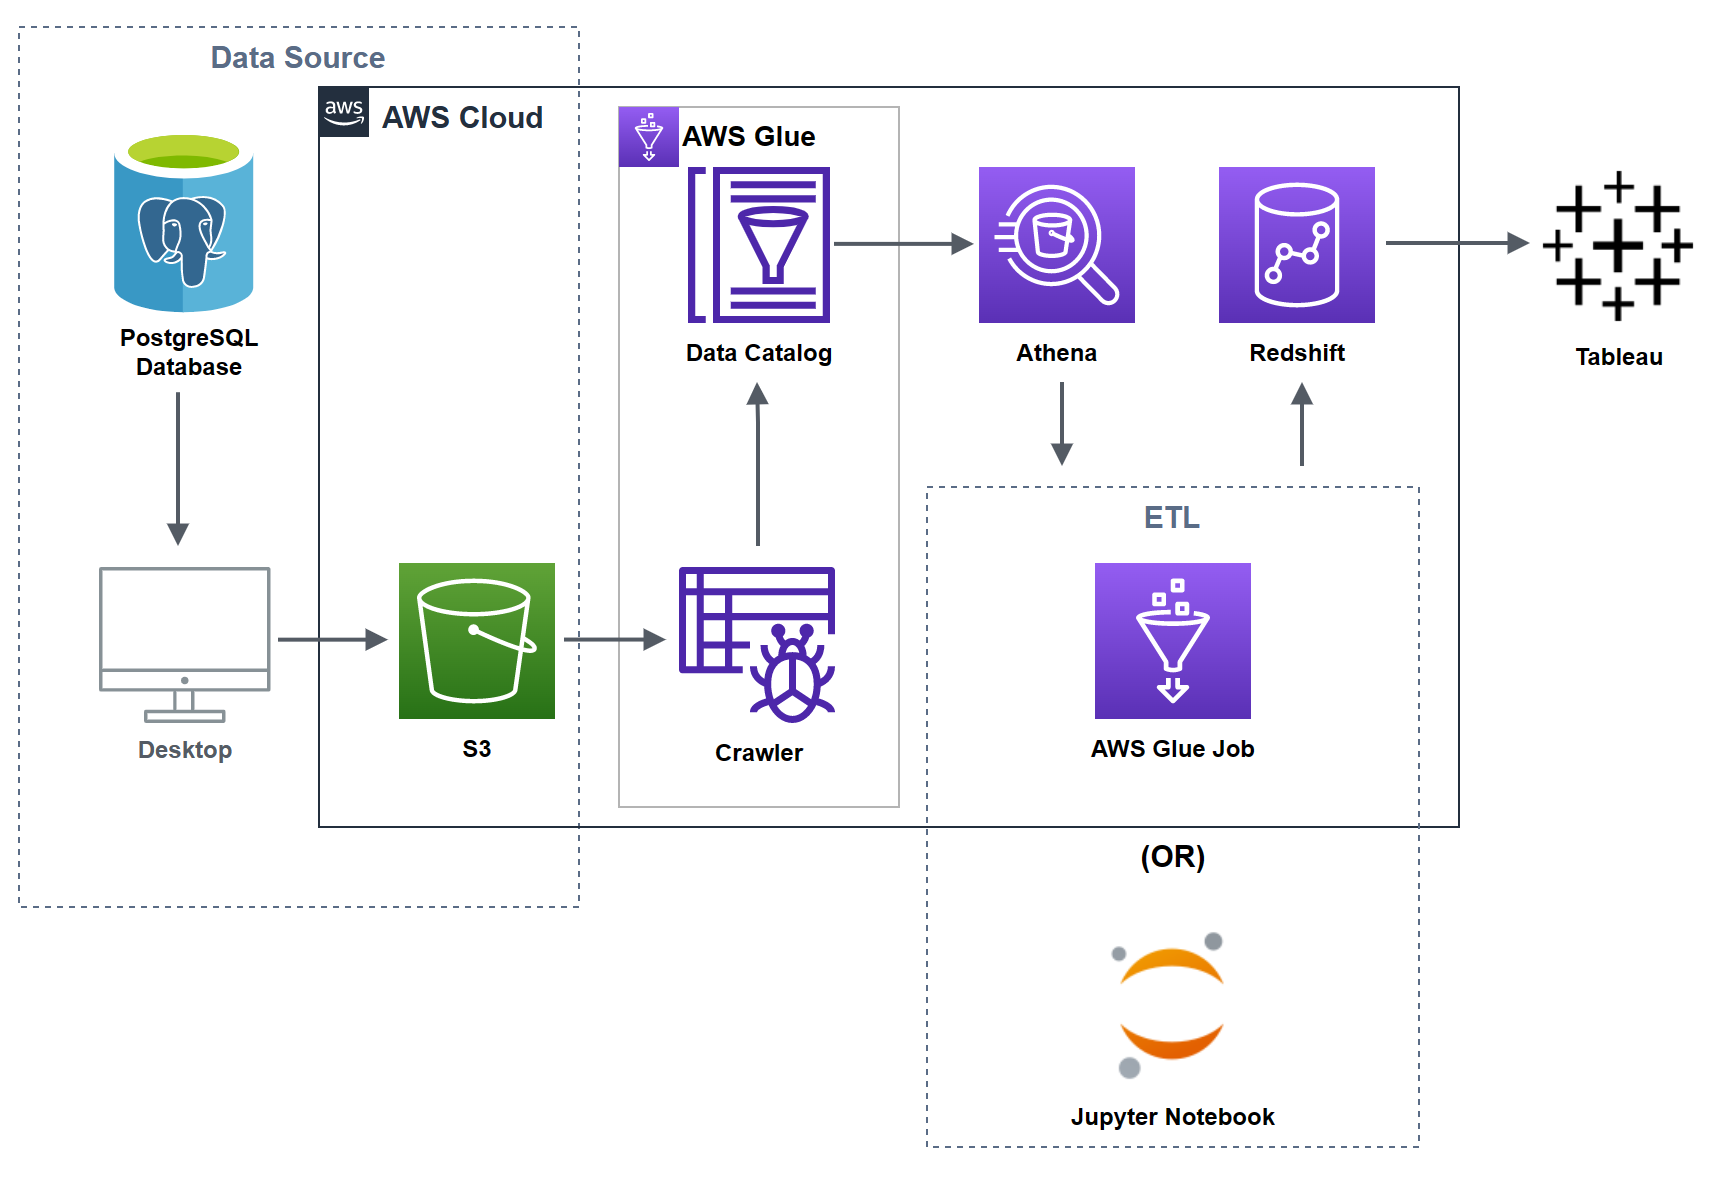 Data Source
aws
AWS Cloud
AWS Glue
PostgreSQL
Database
Data Catalog
Athena
Redshift
Tableau
ETL
Desktop
S3
Crawler
AWS Glue Job
(OR)
Jupyter Notebook